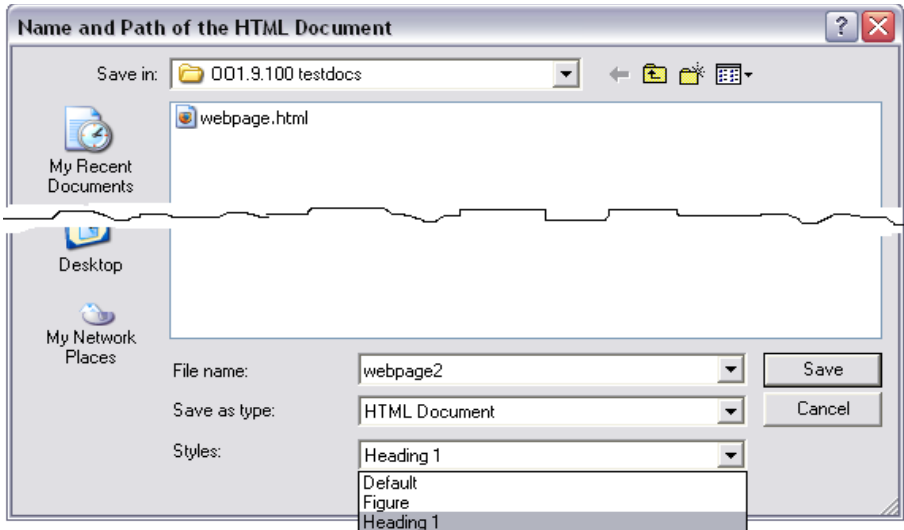 Name and Path of the HTML Document
Save in: OO1.9.100 testdocs
webpage.html
My Recent
Documents
Desktop
My Network
Places
File name: webpage2 Save
Save as type: HTML Document Cancel
Styles: Heading 1
Default
Figure
Heading 1